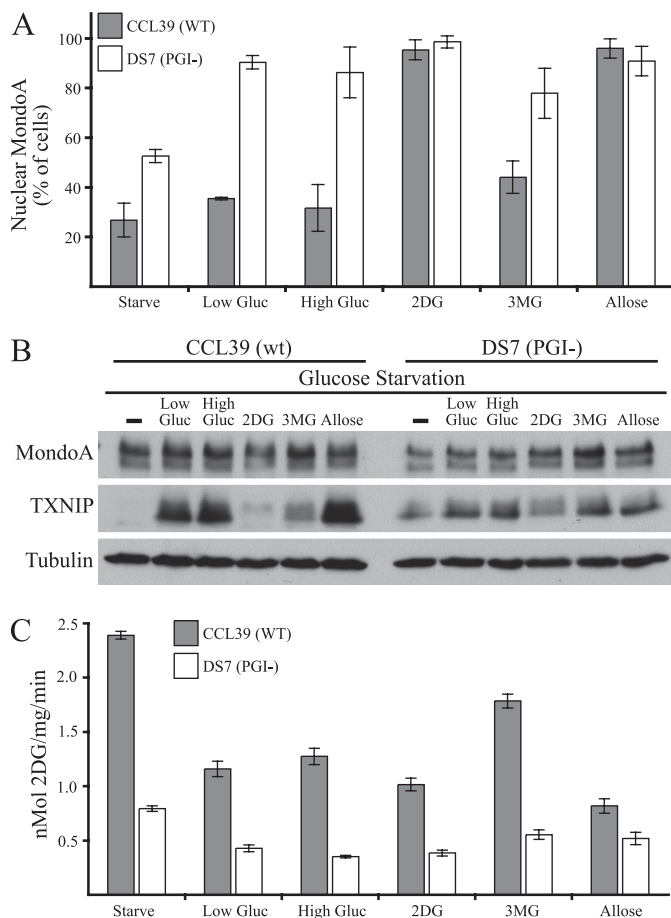 A
CCL39 (WT)
DS7 (PGI-)
Nuclear MondoA
(% of cells)
100
80
60
40
20
Starve Low Gluc High Gluc 2DG 3MG Allose
B
CCL39 (wt) DS7 (PGI-)
Glucose Starvation
– Low Gluc High Gluc 2DG 3MG Allose – Low Gluc High Gluc 2DG 3MG Allose
MondoA
TXNIP
Tubulin
C
CCL39 (WT)
DS7 (PGI-)
nMol 2DG/mg/min
2.5
2.0
1.5
1.0
0.5
Starve Low Gluc High Gluc 2DG 3MG Allose